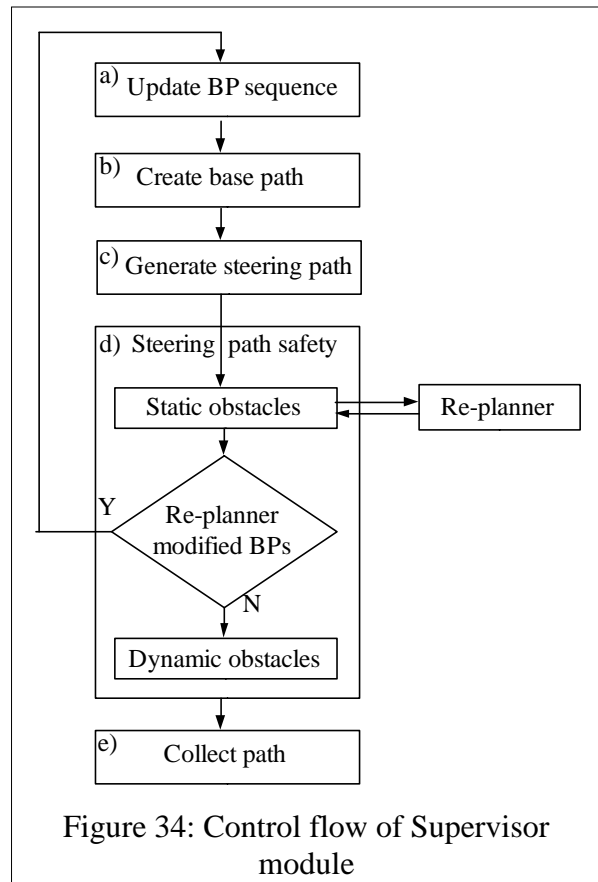 a)
Update BP sequence
b)
Create base path
c)
Generate steering path
d) Steering path safety
Static obstacles
Re-planner
Y
Re-planner
modified BPs
N
Dynamic obstacles
e)
Collect path
Figure 34: Control flow of Supervisor
module